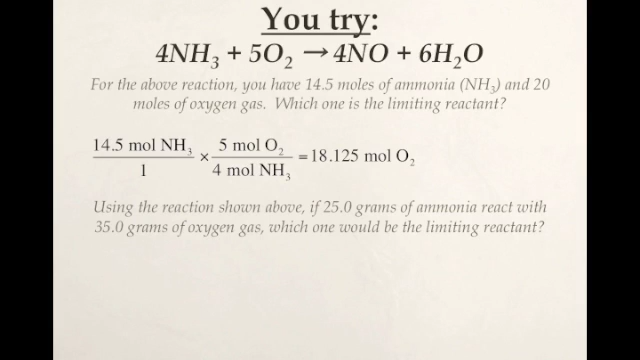 You try:
4NH₃ + 5O₂ → 4NO + 6H₂O
For the above reaction, you have 14.5 moles of ammonia (NH₃) and 20
moles of oxygen gas. Which one is the limiting reactant?
14.5 mol NH₃ / 1 × 5 mol O₂ / 4 mol NH₃ = 18.125 mol O₂
Using the reaction shown above, if 25.0 grams of ammonia react with
35.0 grams of oxygen gas, which one would be the limiting reactant?